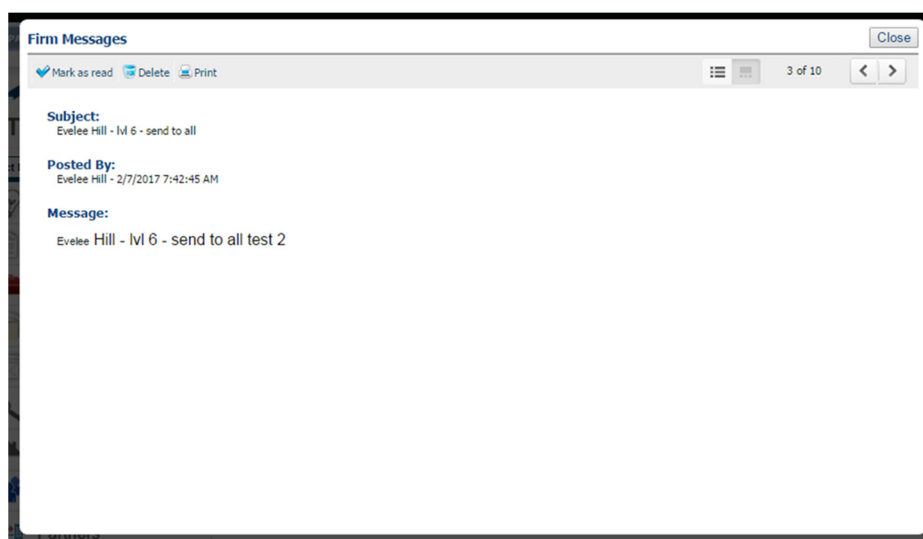 Firm Messages
Close
Mark as read Delete Print
3 of 10
Subject:
Evelee Hill - lvl 6 - send to all
Posted By:
Evelee Hill - 2/7/2017 7:42:45 AM
Message:
Evelee Hill - lvl 6 - send to all test 2